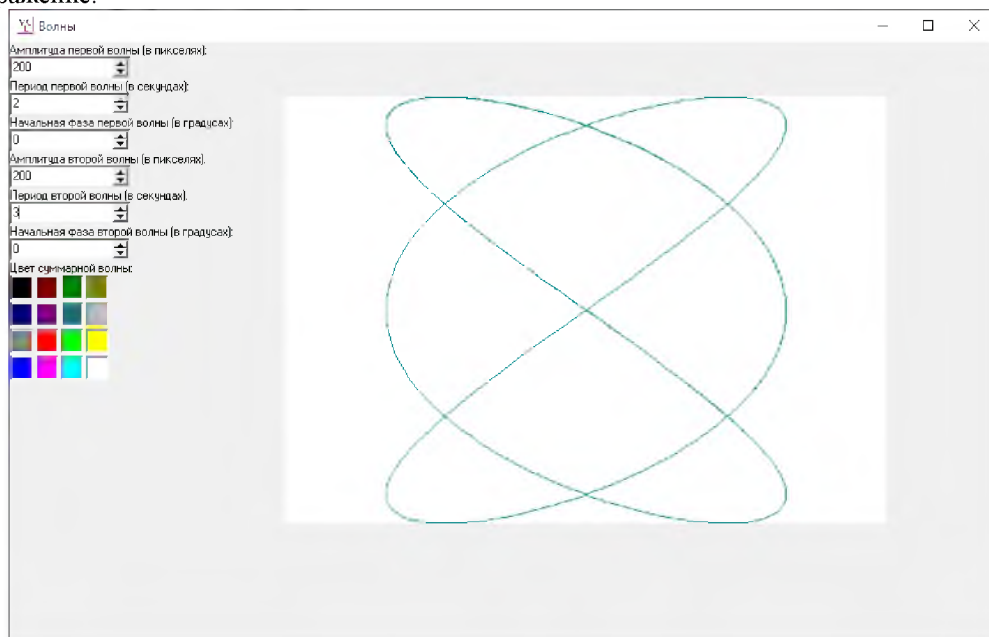 Волны
Амплитуда первой волны (в пикселях):
200
Период первой волны (в секундах):
2
Начальная фаза первой волны (в градусах):
0
Амплитуда второй волны (в пикселях):
200
Период второй волны (в секундах):
3
Начальная фаза второй волны (в градусах):
0
Цвет суммарной волны: